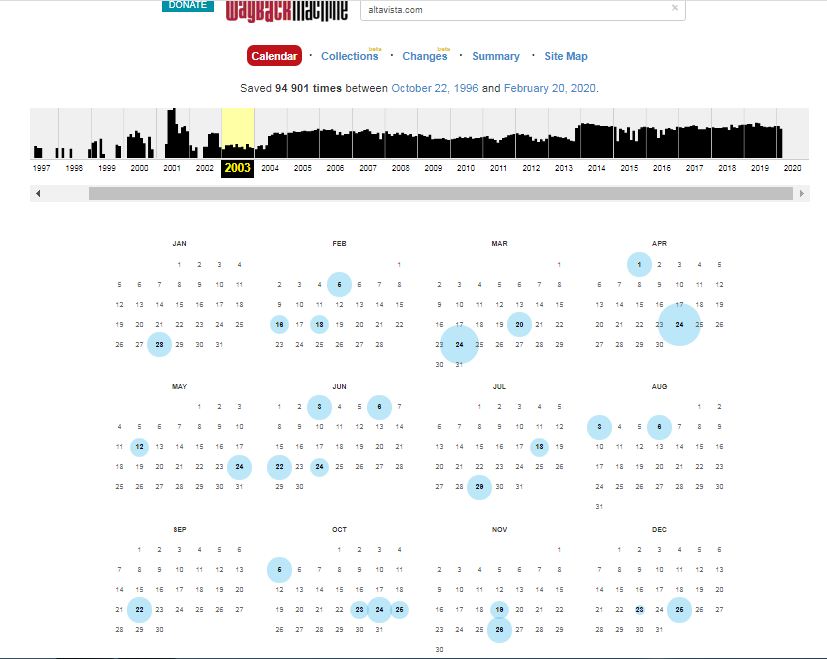 DONATE
WayBackMachine
altavista.com ×
Calendar · Collections beta · Changes beta · Summary · Site Map
Saved 94 901 times between October 22, 1996 and February 20, 2020.
1997 1998 1999 2000 2001 2002 2003 2004 2005 2006 2007 2008 2009 2010 2011 2012 2013 2014 2015 2016 2017 2018 2019 2020
JAN FEB MAR APR
1 2 3 4 1 1 1 2 3 4 5
5 6 7 8 9 10 11 2 3 4 5 6 7 8 2 3 4 5 6 7 8 6 7 8 9 10 11 12
12 13 14 15 16 17 18 9 10 11 12 13 14 15 9 10 11 12 13 14 15 13 14 15 16 17 18 19
19 20 21 22 23 24 25 16 17 18 19 20 21 22 16 17 18 19 20 21 22 20 21 22 23 24 25 26
26 27 28 29 30 31 23 24 25 26 27 28 23 24 25 26 27 28 29 27 28 29 30
30 31
MAY JUN JUL AUG
1 2 3 1 2 3 4 5 6 7 1 2 3 4 5 1 2
4 5 6 7 8 9 10 8 9 10 11 12 13 14 6 7 8 9 10 11 12 3 4 5 6 7 8 9
11 12 13 14 15 16 17 15 16 17 18 19 20 21 13 14 15 16 17 18 19 10 11 12 13 14 15 16
18 19 20 21 22 23 24 22 23 24 25 26 27 28 20 21 22 23 24 25 26 17 18 19 20 21 22 23
25 26 27 28 29 30 31 29 30 27 28 29 30 31 24 25 26 27 28 29 30
31
SEP OCT NOV DEC
1 2 3 4 5 6 1 2 3 4 1 1 2 3 4 5 6
7 8 9 10 11 12 13 5 6 7 8 9 10 11 2 3 4 5 6 7 8 7 8 9 10 11 12 13
14 15 16 17 18 19 20 12 13 14 15 16 17 18 9 10 11 12 13 14 15 14 15 16 17 18 19 20
21 22 23 24 25 26 27 19 20 21 22 23 24 25 16 17 18 19 20 21 22 21 22 23 24 25 26 27
28 29 30 26 27 28 29 30 31 23 24 25 26 27 28 29 28 29 30 31
30